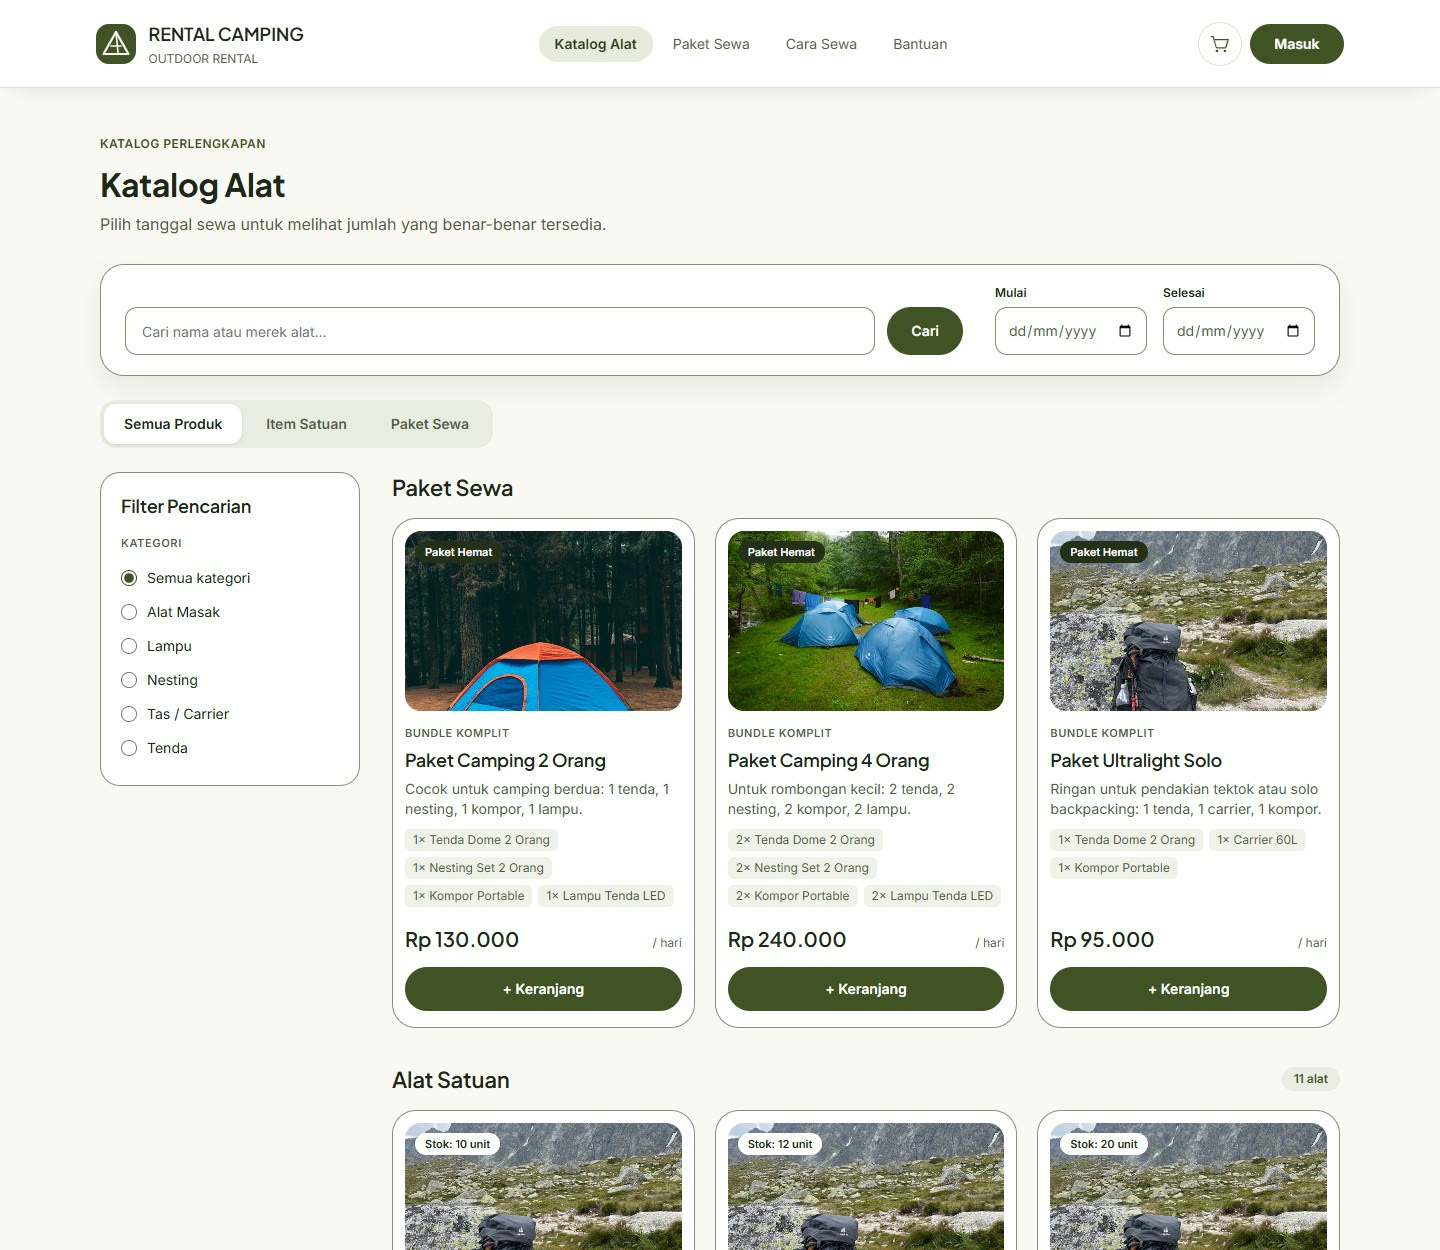 RENTAL CAMPING
OUTDOOR RENTAL
Katalog Alat
Paket Sewa
Cara Sewa
Bantuan
Masuk
KATALOG PERLENGKAPAN
Katalog Alat
Pilih tanggal sewa untuk melihat jumlah yang benar-benar tersedia.
Mulai
Selesai
Cari nama atau merek alat...
Cari
dd/mm/yyyy
dd/mm/yyyy
Semua Produk
Item Satuan
Paket Sewa
Filter Pencarian
KATEGORI
Semua kategori
Alat Masak
Lampu
Nesting
Tas / Carrier
Tenda
Paket Sewa
Paket Hemat
BUNDLE KOMPLIT
Paket Camping 2 Orang
Cocok untuk camping berdua: 1 tenda, 1
nesting, 1 kompor, 1 lampu.
1× Tenda Dome 2 Orang
1× Nesting Set 2 Orang
1× Kompor Portable
1× Lampu Tenda LED
Rp 130.000
/ hari
+ Keranjang
Paket Hemat
BUNDLE KOMPLIT
Paket Camping 4 Orang
Untuk rombongan kecil: 2 tenda, 2
nesting, 2 kompor, 2 lampu.
2× Tenda Dome 2 Orang
2× Nesting Set 2 Orang
2× Kompor Portable
2× Lampu Tenda LED
Rp 240.000
/ hari
+ Keranjang
Paket Hemat
BUNDLE KOMPLIT
Paket Ultralight Solo
Ringan untuk pendakian tektok atau solo
backpacking: 1 tenda, 1 carrier, 1 kompor.
1× Tenda Dome 2 Orang
1× Carrier 60L
1× Kompor Portable
Rp 95.000
/ hari
+ Keranjang
Alat Satuan
11 alat
Stok: 10 unit
Stok: 12 unit
Stok: 20 unit